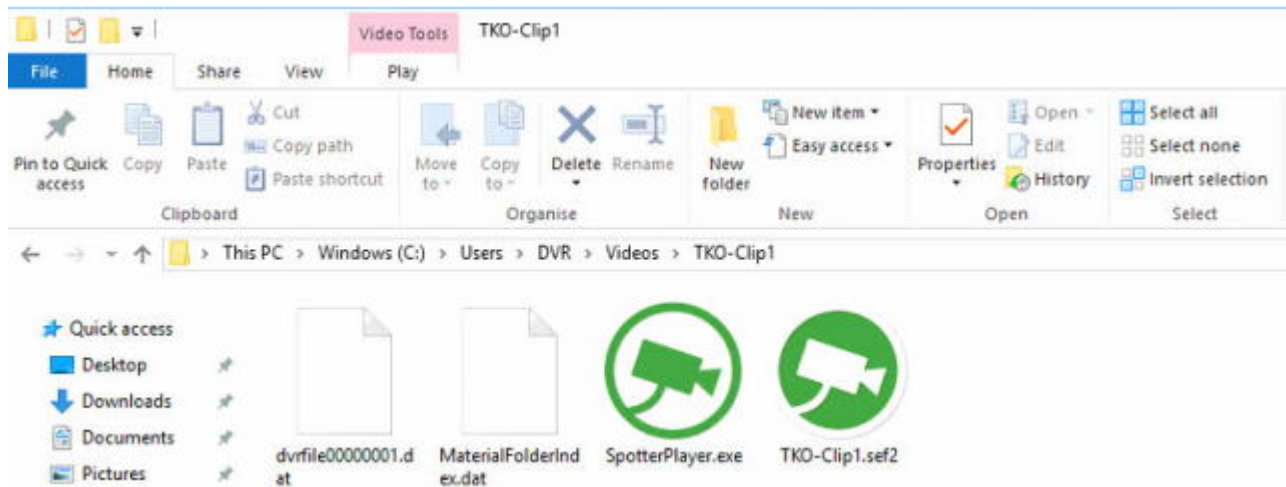 Video Tools TKO-Clip1
File Home Share View Play
Pin to Quick access
Copy
Paste
Cut
Copy path
Paste shortcut
Clipboard
Move to
Copy to
Delete
Rename
Organise
New folder
New item
Easy access
New
Properties
Open
Edit
History
Open
Select all
Select none
Invert selection
Select
This PC > Windows (C:) > Users > DVR > Videos > TKO-Clip1
Quick access
Desktop
Downloads
Documents
Pictures
dvrfile00000001.d
at
MaterialFolderInd
ex.dat
SpotterPlayer.exe
TKO-Clip1.sef2